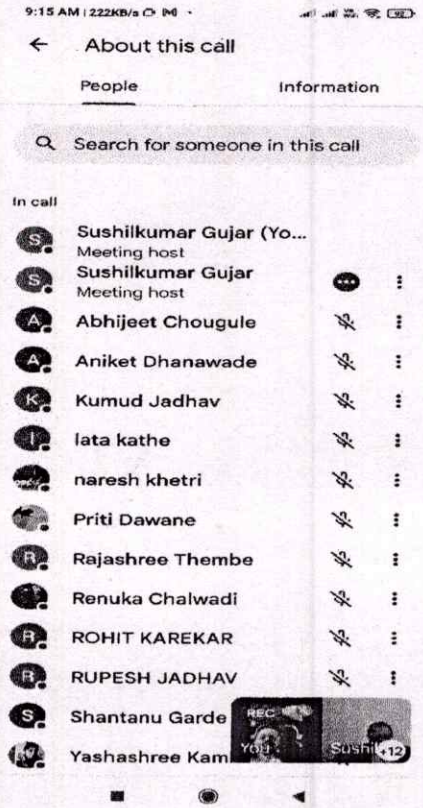 9:15 AM | 222KB/s
92
About this call
People Information
Search for someone in this call
In call
S Sushilkumar Gujar (Yo...
Meeting host
S Sushilkumar Gujar
Meeting host
A Abhijeet Chougule
A Aniket Dhanawade
K Kumud Jadhav
l lata kathe
naresh khetri
Priti Dawane
R Rajashree Thembe
Renuka Chalwadi
R ROHIT KAREKAR
R RUPESH JADHAV
S Shantanu Garde
REC
You Sushil +12
Yashashree Kam